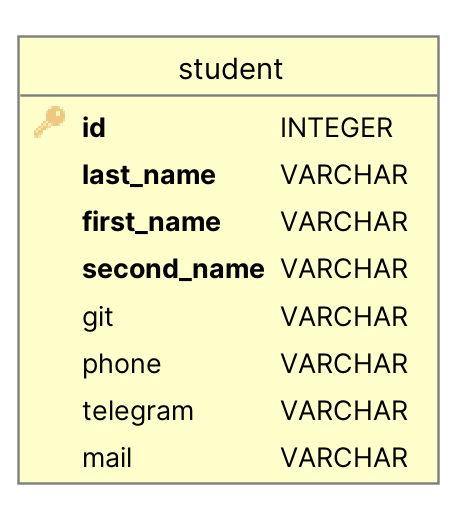 student
id INTEGER
last_name VARCHAR
first_name VARCHAR
second_name VARCHAR
git VARCHAR
phone VARCHAR
telegram VARCHAR
mail VARCHAR